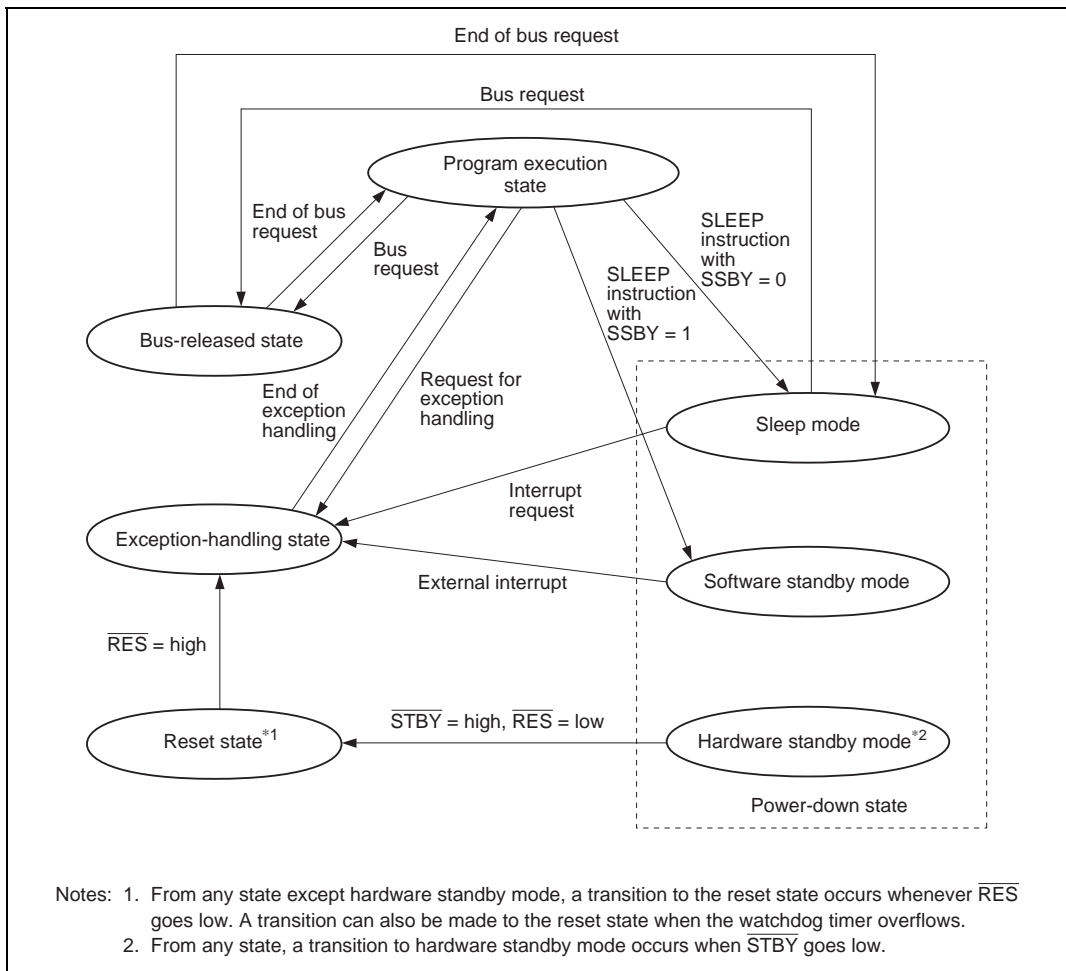 End of bus request
Bus request
Program execution
state
End of bus
request
Bus
request
SLEEP
instruction
with
SSBY = 0
SLEEP
instruction
with
SSBY = 1
Bus-released state
End of
exception
handling
Request for
exception
handling
Sleep mode
Interrupt
request
Exception-handling state
External interrupt
Software standby mode
R̅E̅S̅ = high
S̅T̅B̅Y̅ = high, R̅E̅S̅ = low
Reset state*1
Hardware standby mode*2
Power-down state
Notes: 1. From any state except hardware standby mode, a transition to the reset state occurs whenever R̅E̅S̅
goes low. A transition can also be made to the reset state when the watchdog timer overflows.
2. From any state, a transition to hardware standby mode occurs when S̅T̅B̅Y̅ goes low.